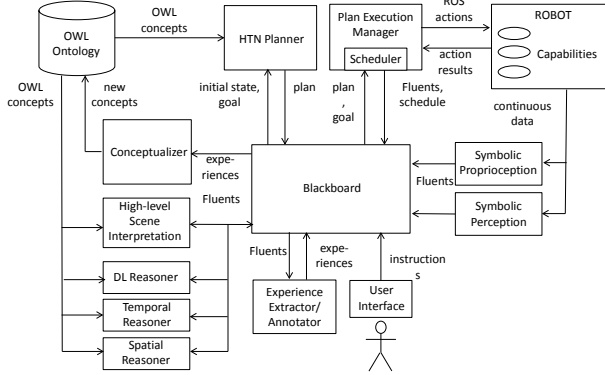 OWL
Ontology
OWL
concepts
HTN Planner
Plan Execution
Manager
Scheduler
ROS
actions
action
results
ROBOT
Capabilities
OWL
concepts
new
concepts
initial state,
goal
plan
plan
,
goal
Fluents,
schedule
continuous
data
Conceptualizer
expe-
riences
Fluents
Blackboard
Fluents
Symbolic
Proprioception
Symbolic
Perception
High-level
Scene
Interpretation
DL Reasoner
Temporal
Reasoner
Spatial
Reasoner
Fluents
expe-
riences
instruction
s
Experience
Extractor/
Annotator
User
Interface